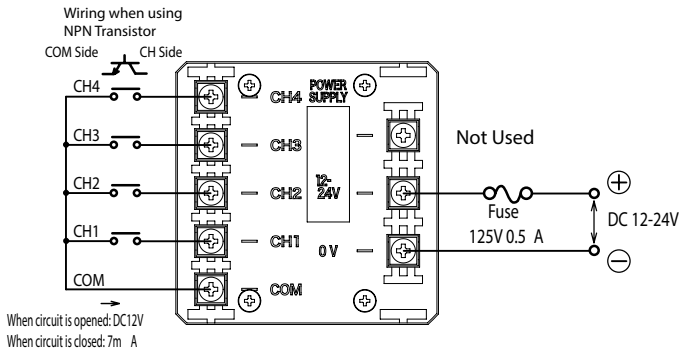 Wiring when using
NPN Transistor
COM Side
CH Side
CH4
CH3
CH2
CH1
COM
When circuit is opened: DC12V
When circuit is closed: 7m A
POWER
SUPPLY
CH4
CH3
CH2
CH1
COM
12-
24V
0 V
Not Used
Fuse
125V 0.5 A
+
DC 12-24V
−